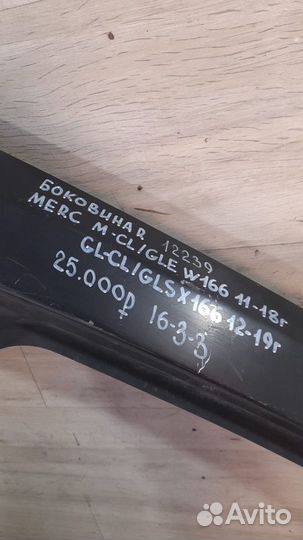 БОКОВИНА R 12239
MERC M-CL/GLE W166 11-18г
GL-CL/GLS X166 12-19г
25.000₽ 16-3-3
Avito